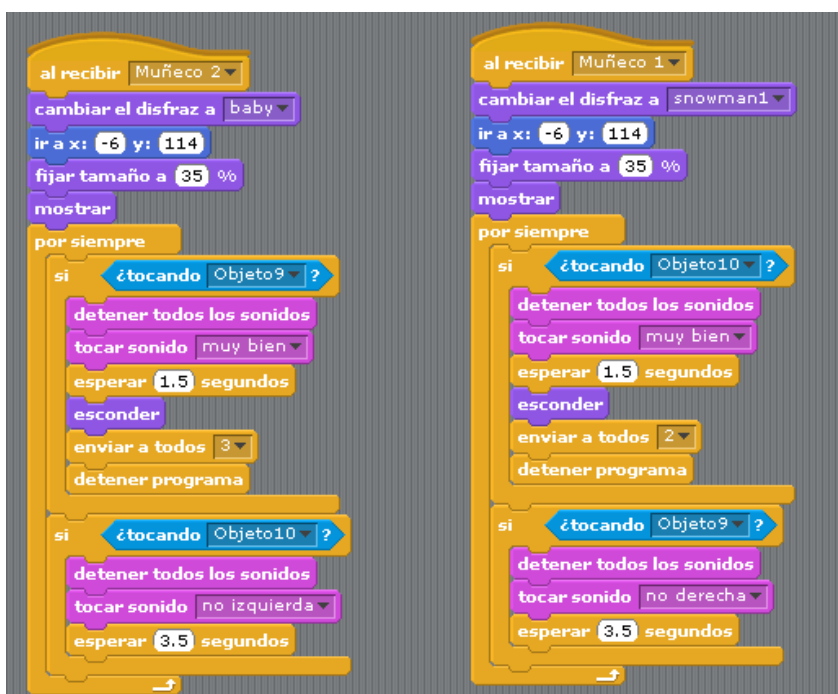 al recibir Muñeco 2
cambiar el disfraz a baby
ir a x: -6 y: 114
fijar tamaño a 35 %
mostrar
por siempre
si ¿tocando Objeto9 ?
detener todos los sonidos
tocar sonido muy bien
esperar 1.5 segundos
esconder
enviar a todos 3
detener programa
si ¿tocando Objeto10 ?
detener todos los sonidos
tocar sonido no izquierda
esperar 3.5 segundos
al recibir Muñeco 1
cambiar el disfraz a snowman1
ir a x: -6 y: 114
fijar tamaño a 35 %
mostrar
por siempre
si ¿tocando Objeto10 ?
detener todos los sonidos
tocar sonido muy bien
esperar 1.5 segundos
esconder
enviar a todos 2
detener programa
si ¿tocando Objeto9 ?
detener todos los sonidos
tocar sonido no derecha
esperar 3.5 segundos